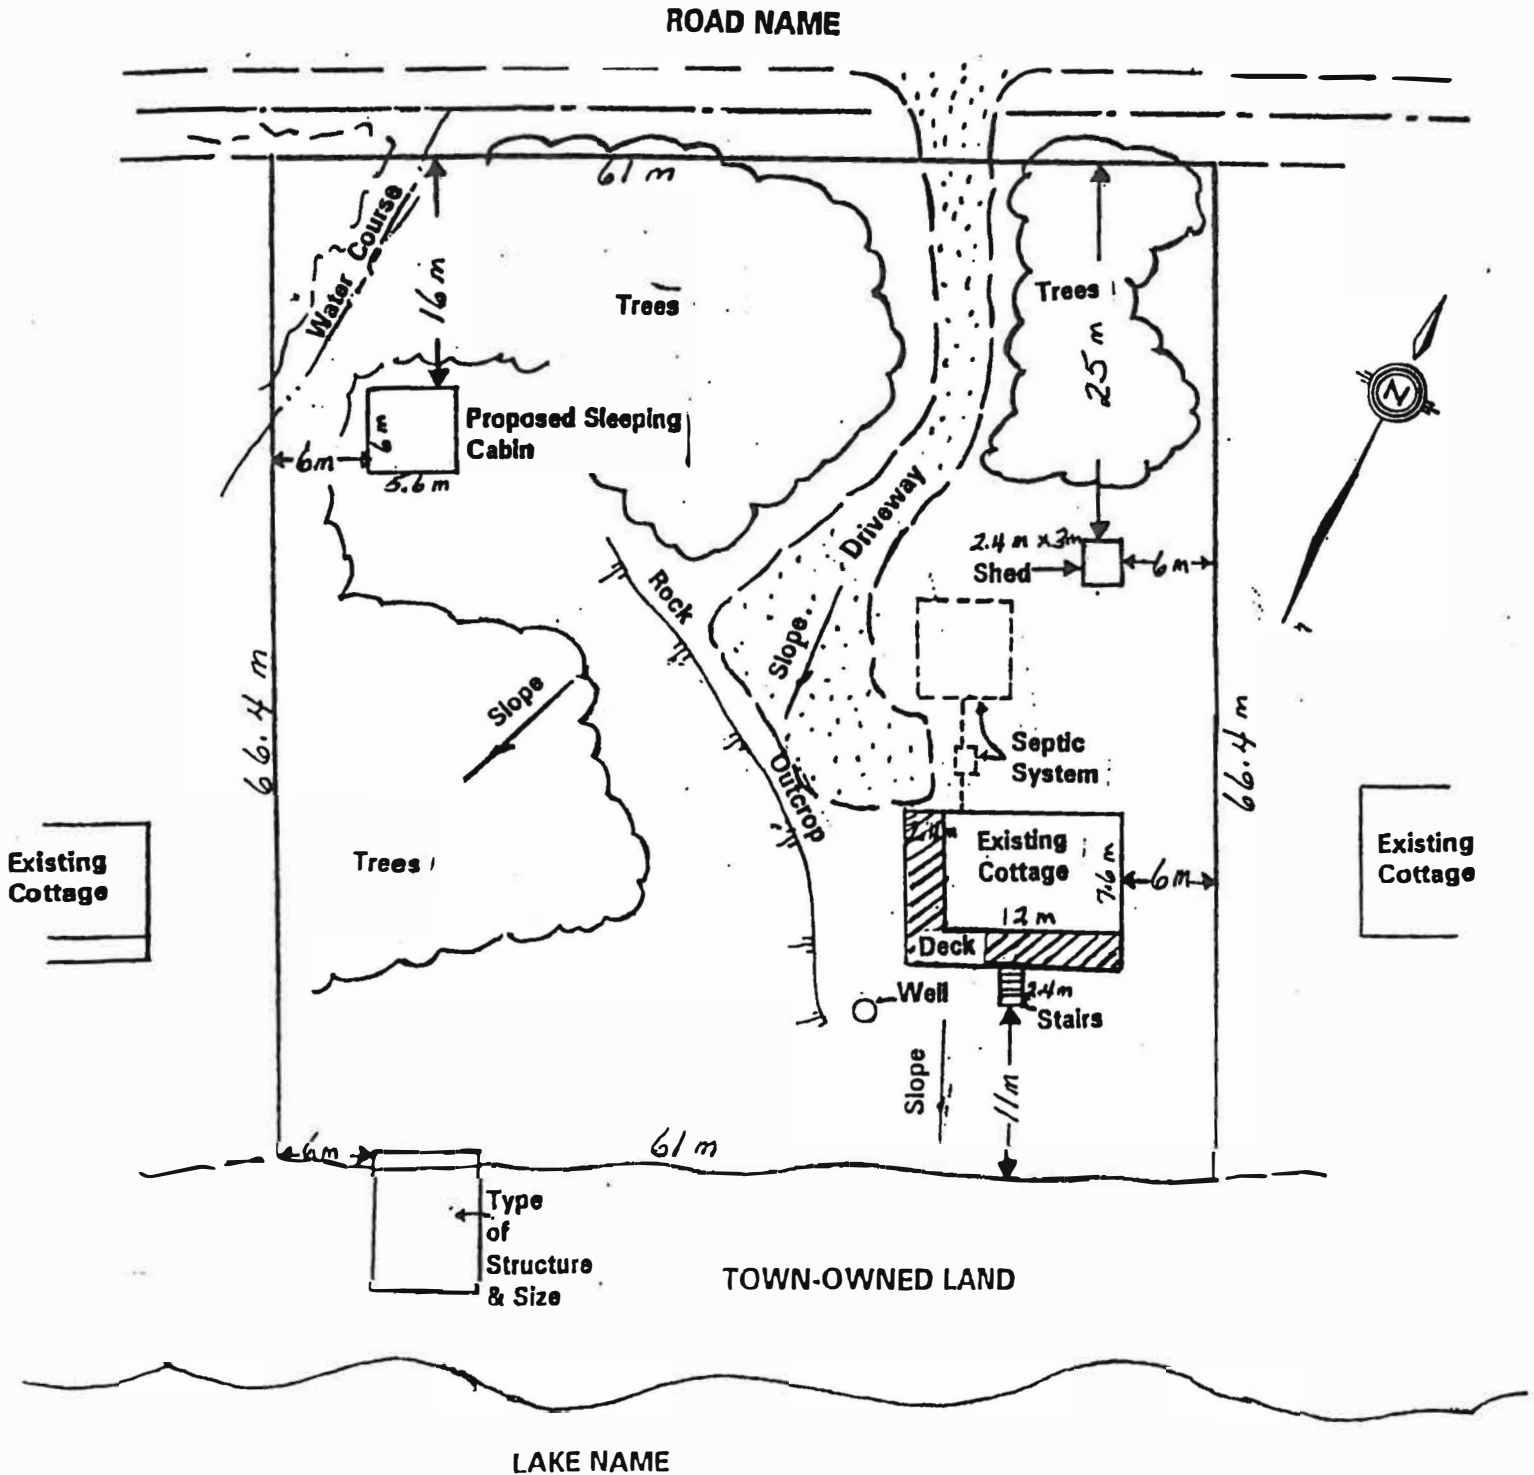 ROAD NAME
61 m
Water Course
16 m
Trees
Trees
25 m
N
Proposed Sleeping
Cabin
6m
6m
5.6 m
Driveway
2.4 m x 3m
Shed
6 m
Rock
Slope
Slope
66.4 m
66.4 m
Septic
System
Outcrop
Existing
Cottage
Trees
2.4m
Existing
Cottage
7.6 m
6 m
12 m
Existing
Cottage
Deck
Well
2.4m
Stairs
Slope
11m
6m
61 m
Type
of
Structure
& Size
TOWN-OWNED LAND
LAKE NAME